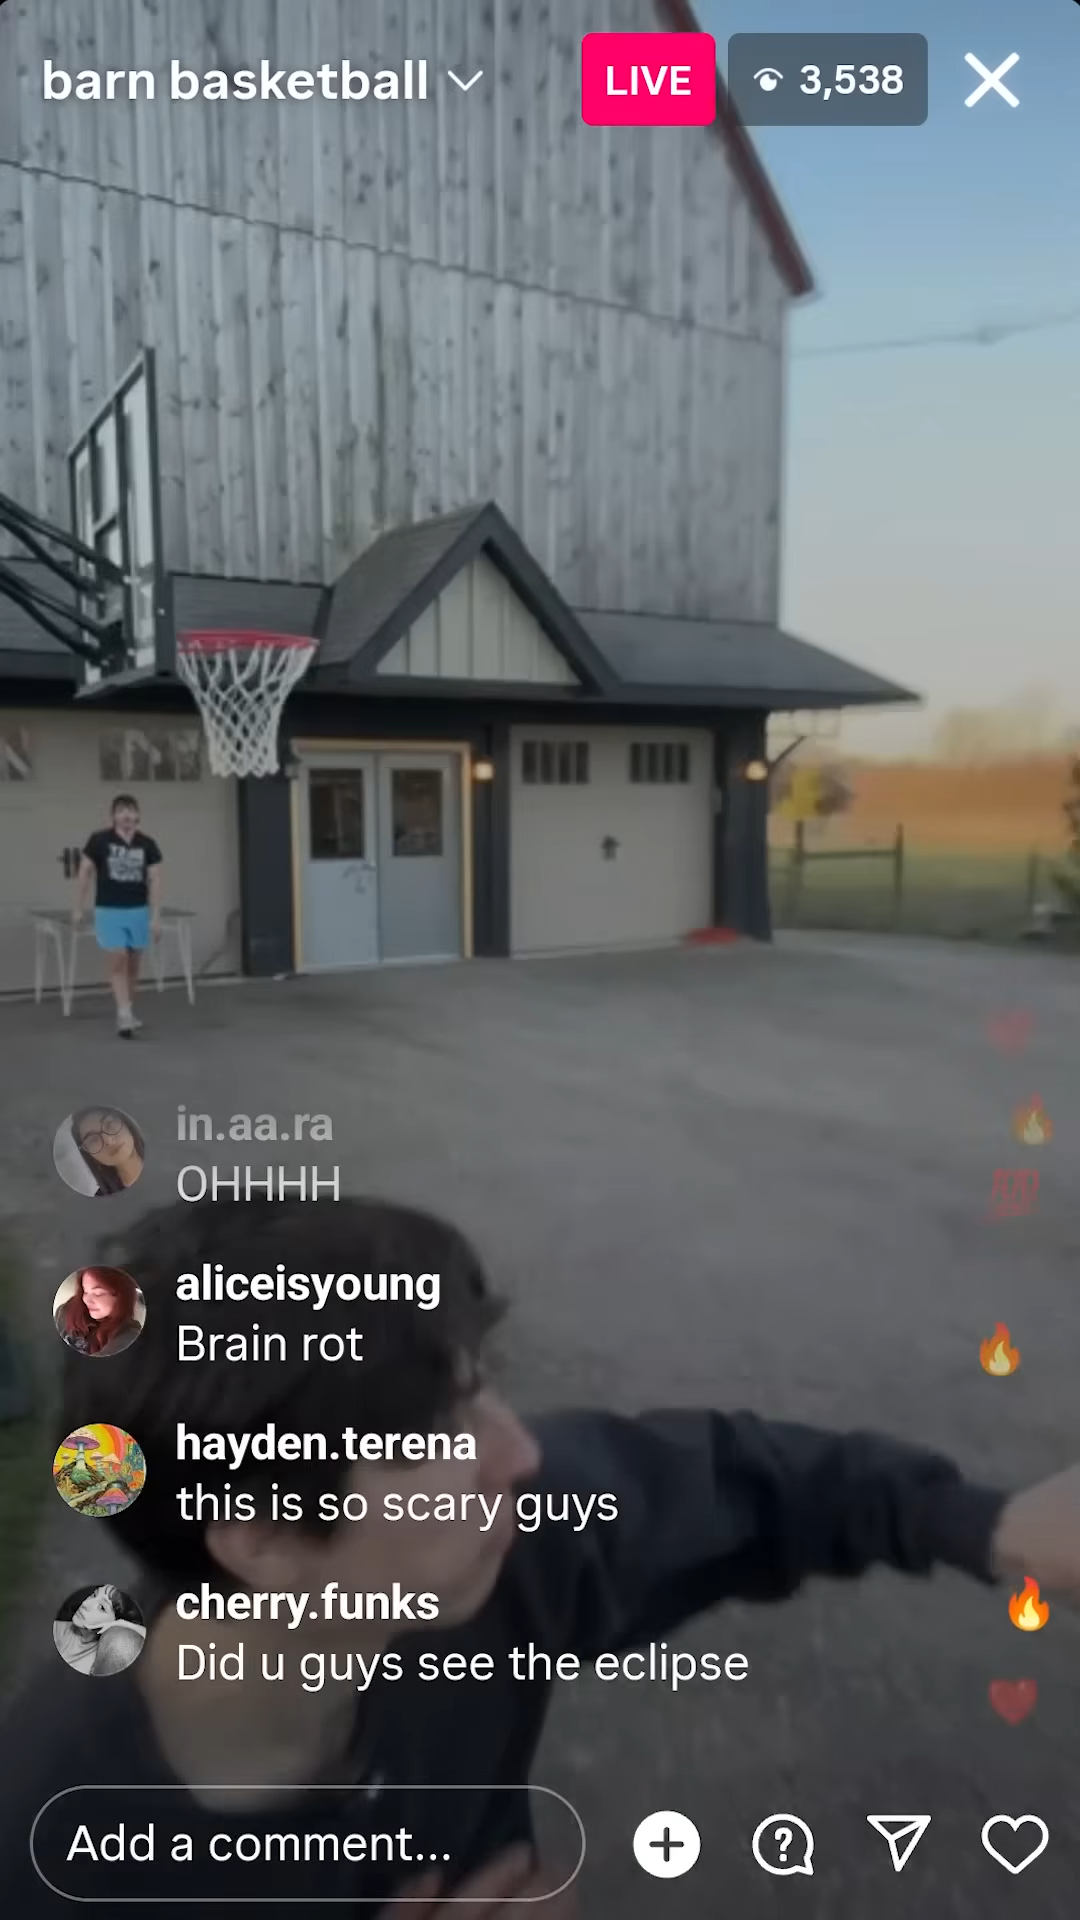 barn basketball
LIVE
3,538
in.aa.ra
OHHHH
aliceisyoung
Brain rot
hayden.terena
this is so scary guys
cherry.funks
Did u guys see the eclipse
Add a comment...